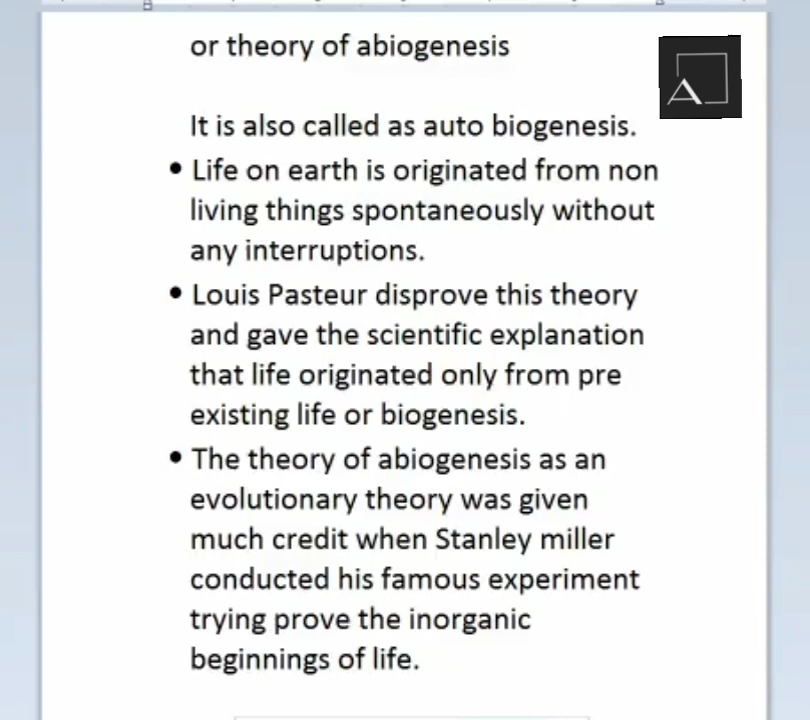 or theory of abiogenesis
It is also called as auto biogenesis.
• Life on earth is originated from non
living things spontaneously without
any interruptions.
• Louis Pasteur disprove this theory
and gave the scientific explanation
that life originated only from pre
existing life or biogenesis.
• The theory of abiogenesis as an
evolutionary theory was given
much credit when Stanley miller
conducted his famous experiment
trying prove the inorganic
beginnings of life.
A